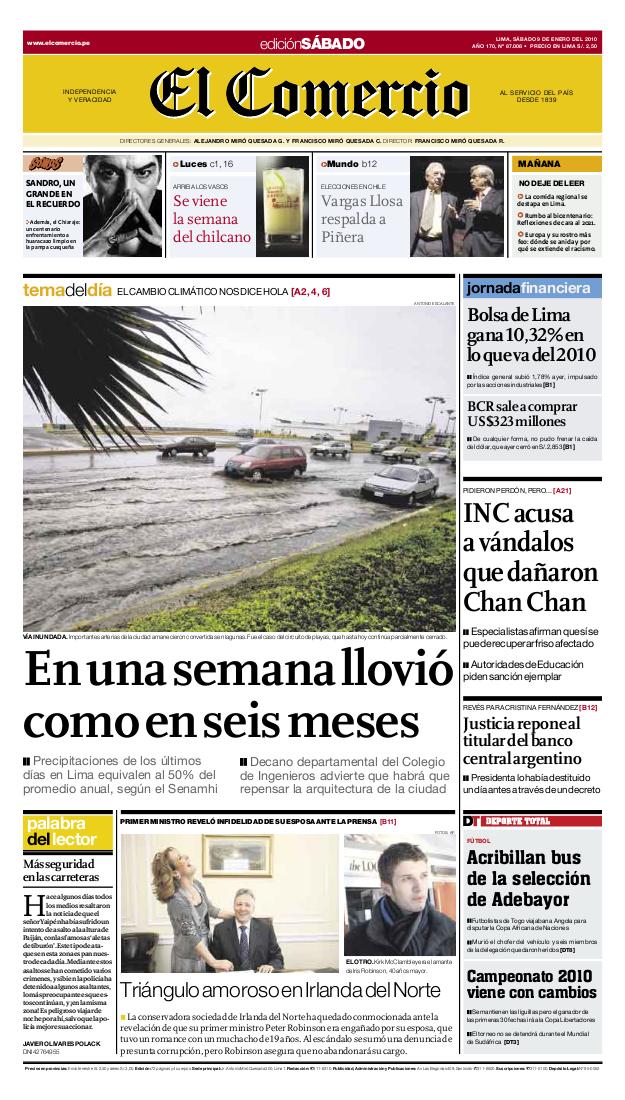 www.elcomercio.pe
edición SÁBADO
LIMA, SÁBADO 9 DE ENERO DEL 2010
AÑO 170, Nº 87.008 • PRECIO EN LIMA S/. 2,50
INDEPENDENCIA
Y VERACIDAD
El Comercio
AL SERVICIO DEL PAÍS
DESDE 1839
DIRECTORES GENERALES: ALEJANDRO MIRÓ QUESADA G. Y FRANCISCO MIRÓ QUESADA C. DIRECTOR: FRANCISCO MIRÓ QUESADA R.
SANDRO, UN
GRANDE EN
EL RECUERDO
Además, el Chiaraje:
un centenario
enfrentamiento a
huaracazo limpio en
la pampa cusqueña
Luces c1, 16
ARRIBA LOS VASOS
Se viene
la semana
del chilcano
Mundo b12
ELECCIONES EN CHILE
Vargas Llosa
respalda a
Piñera
MAÑANA
NO DEJE DE LEER
La comida regional se
destapa en Lima.
Rumbo al bicentenario:
Reflexiones de cara al 2021.
Europa y su rostro más
feo: dónde se anida y por
qué se extiende el racismo.
temadeldía EL CAMBIO CLIMÁTICO NOS DICE HOLA [A2, 4, 6]
ANTONIO ESCALANTE
VÍA INUNDADA. Importantes arterias de la ciudad amanecieron convertidas en lagunas. Fue el caso del circuito de playas, que hasta hoy continúa parcialmente cerrado.
En una semana llovió
como en seis meses
Precipitaciones de los últimos
días en Lima equivalen al 50% del
promedio anual, según el Senamhi
Decano departamental del Colegio
de Ingenieros advierte que habrá que
repensar la arquitectura de la ciudad
jornadafinanciera
Bolsa de Lima
gana 10,32% en
lo que va del 2010
Índice general subió 1,78% ayer, impulsado
por las acciones industriales [B1]
BCR sale a comprar
US$323 millones
De cualquier forma, no pudo frenar la caída
del dólar, que ayer cerró en S/. 2,853 [B1]
PIDIERON PERDÓN, PERO... [A21]
INC acusa
a vándalos
que dañaron
Chan Chan
Especialistas afirman que sí se
puede recuperar friso afectado
Autoridades de Educación
piden sanción ejemplar
REVÉS PARA CRISTINA FERNÁNDEZ [B12]
Justicia repone al
titular del banco
central argentino
Presidenta lo había destituido
un día antes a través de un decreto
palabra
del lector
Más seguridad
en las carreteras
Hace algunos días todos
los medios resaltaron
la noticia de que el
señor Yaipén había sufrido un
intento de asalto a la altura de
Paiján, con las famosas 'aletas
de tiburón'. Este tipo de ata-
ques en esta zona es pan nues-
tro de cada día. Mediante estos
asaltos se han cometido varios
crímenes, y si bien la policía ha
detenido a algunos asaltantes,
lo más preocupante es que es-
tos continúan, ¡y en la misma
zona! Es peligroso viajar de
noche por ahí, salvo que la po-
licía mejore su accionar.
JAVIER OLIVARES POLACK
DNI 42764955
PRIMER MINISTRO REVELÓ INFIDELIDAD DE SU ESPOSA ANTE LA PRENSA [B11]
FOTOS: AP
EL OTRO. Kirk McCambley era el amante
de Iris Robinson, 40 años mayor.
Triángulo amoroso en Irlanda del Norte
La conservadora sociedad de Irlanda del Norte ha quedado conmocionada ante la
revelación de que su primer ministro Peter Robinson era engañado por su esposa, que
tuvo un romance con un muchacho de 19 años. Al escándalo se sumó una denuncia de
presunta corrupción, pero Robinson asegura que no abandonará su cargo.
DT DEPORTE TOTAL
FÚTBOL
Acribillan bus
de la selección
de Adebayor
Futbolistas de Togo viajaban a Angola para
disputar la Copa Africana de Naciones
Murió el chofer del vehículo y seis miembros
de la delegación quedaron heridos [DT8]
Campeonato 2010
viene con cambios
Se mantienen las liguillas pero el ganador de
las primeras 30 fechas irá a la Copa Libertadores
El torneo no se detendrá durante el Mundial
de Sudáfrica [DT3]